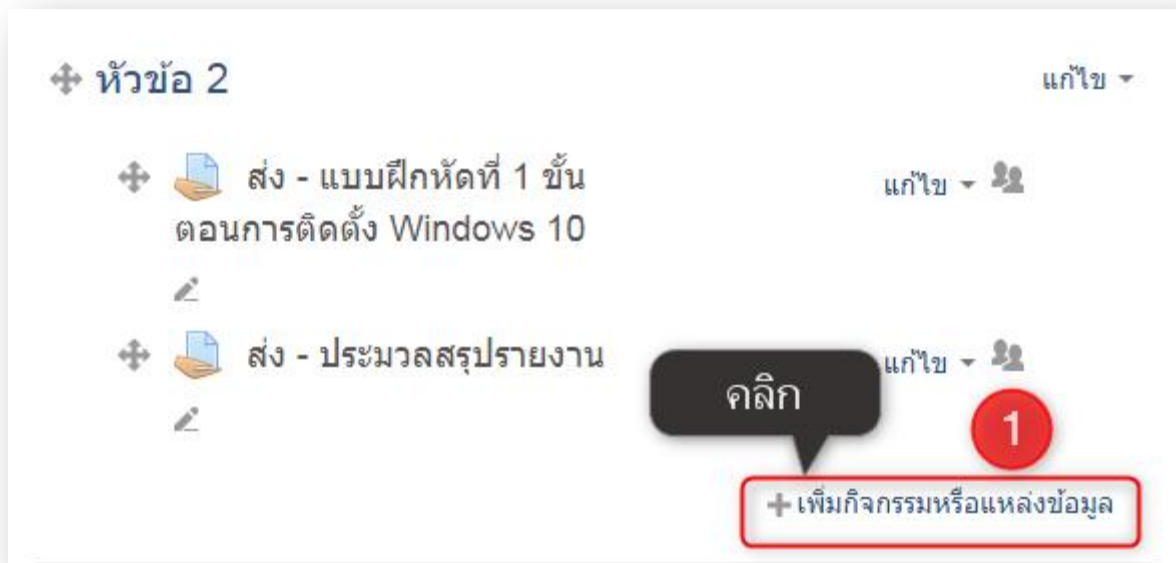 หัวข้อ 2
แก้ไข
ส่ง - แบบฝึกหัดที่ 1 ขั้น
ตอนการติดตั้ง Windows 10
แก้ไข
ส่ง - ประมวลสรุปรายงาน
แก้ไข
คลิก
1
เพิ่มกิจกรรมหรือแหล่งข้อมูล